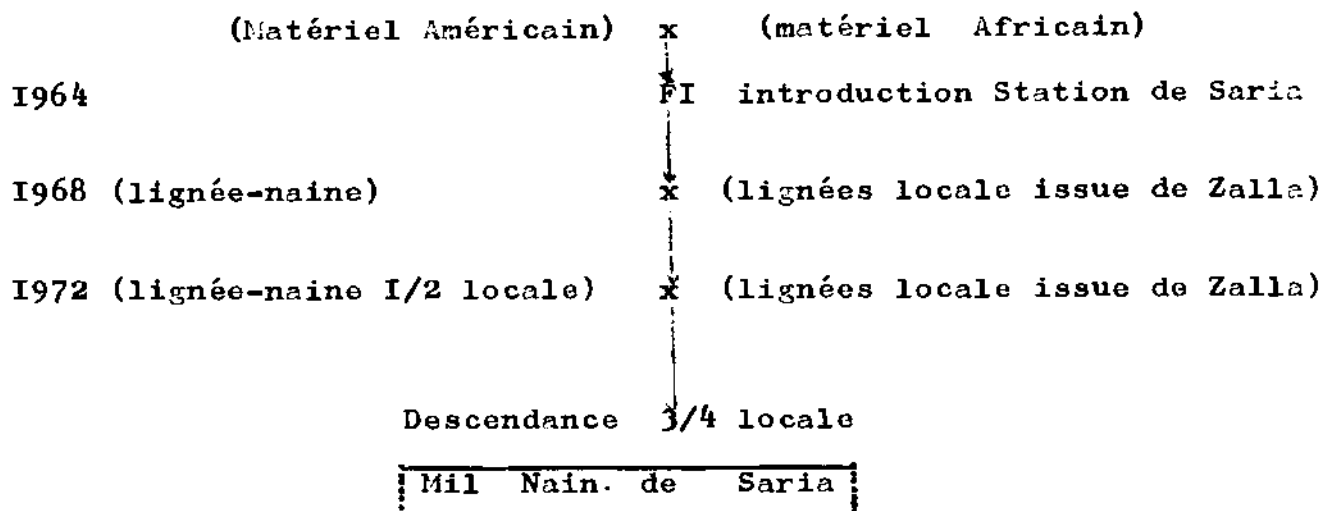 (Matériel Américain) x (matériel Africain)
I964 FI introduction Station de Saria
I968 (lignée-naine) x (lignées locale issue de Zalla)
I972 (lignée-naine I/2 locale) x (lignées locale issue de Zalla)
Descendance 3/4 locale
Mil Nain. de Saria